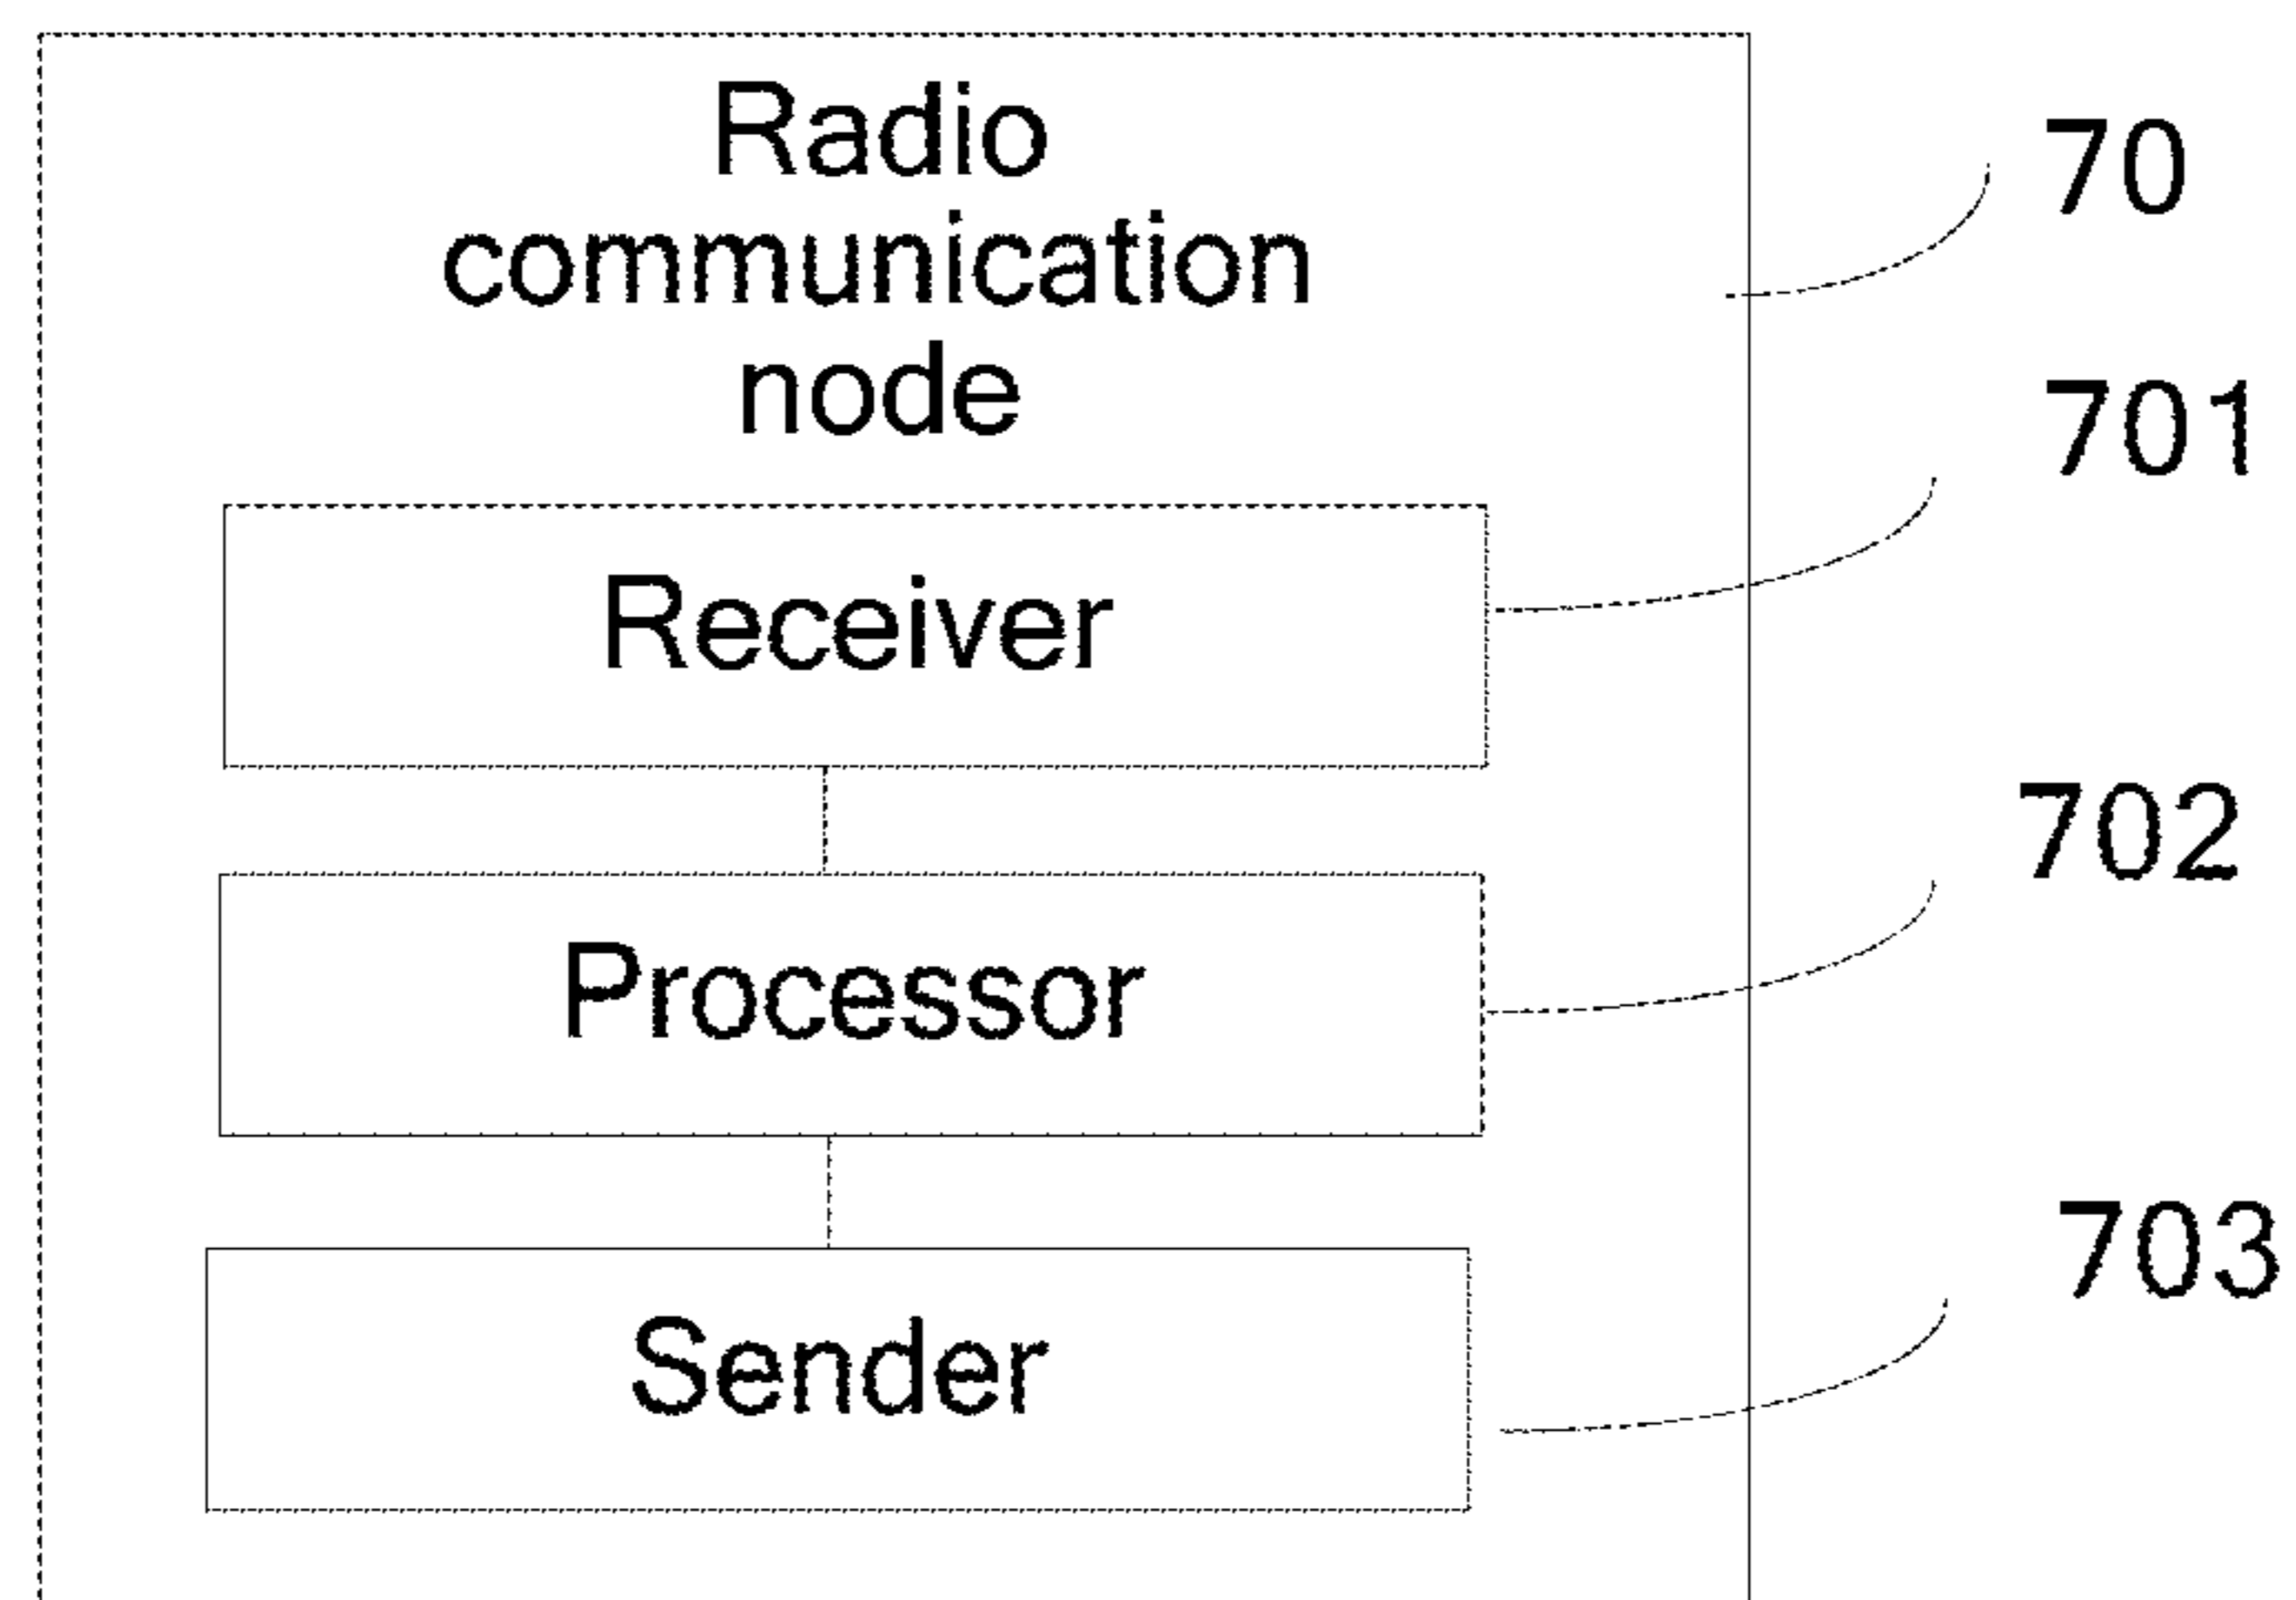 Radio
communication
node
70
701
Receiver
702
Processor
703
Sender